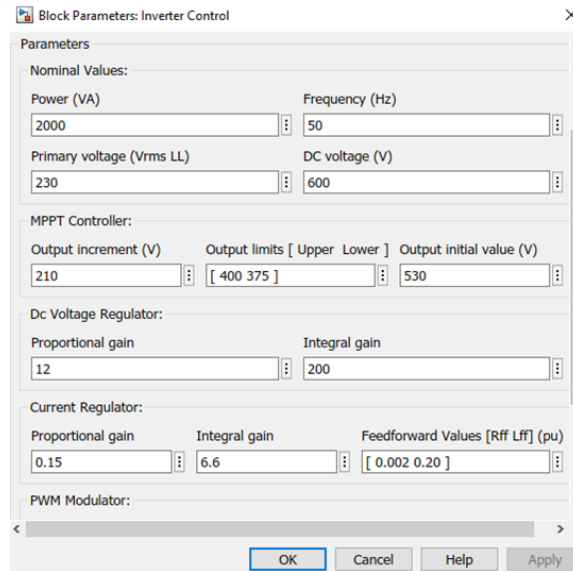 Block Parameters: Inverter Control
Parameters
Nominal Values:
Power (VA) Frequency (Hz)
2000 50
Primary voltage (Vrms LL) DC voltage (V)
230 600
MPPT Controller:
Output increment (V) Output limits [ Upper Lower ] Output initial value (V)
210 [ 400 375 ] 530
Dc Voltage Regulator:
Proportional gain Integral gain
12 200
Current Regulator:
Proportional gain Integral gain Feedforward Values [Rff Lff] (pu)
0.15 6.6 [ 0.002 0.20 ]
PWM Modulator:
OK Cancel Help Apply